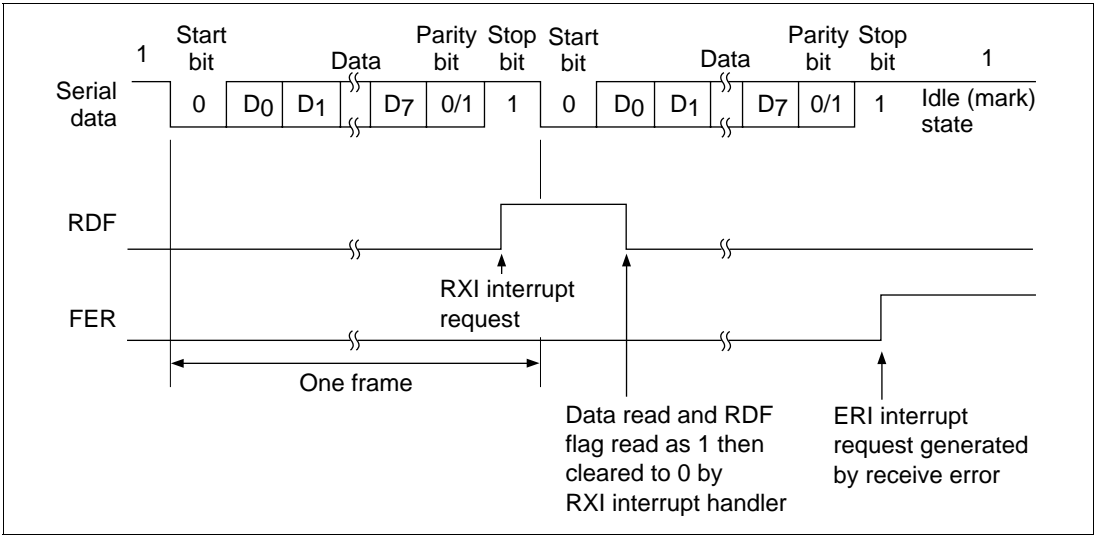 1
Start bit
Data
Parity bit
Stop bit
Start bit
Data
Parity bit
Stop bit
1
Serial data
0
D0
D1
D7
0/1
1
0
D0
D1
D7
0/1
1
Idle (mark) state
RDF
RXI interrupt
request
FER
One frame
Data read and RDF
flag read as 1 then
cleared to 0 by
RXI interrupt handler
ERI interrupt
request generated
by receive error